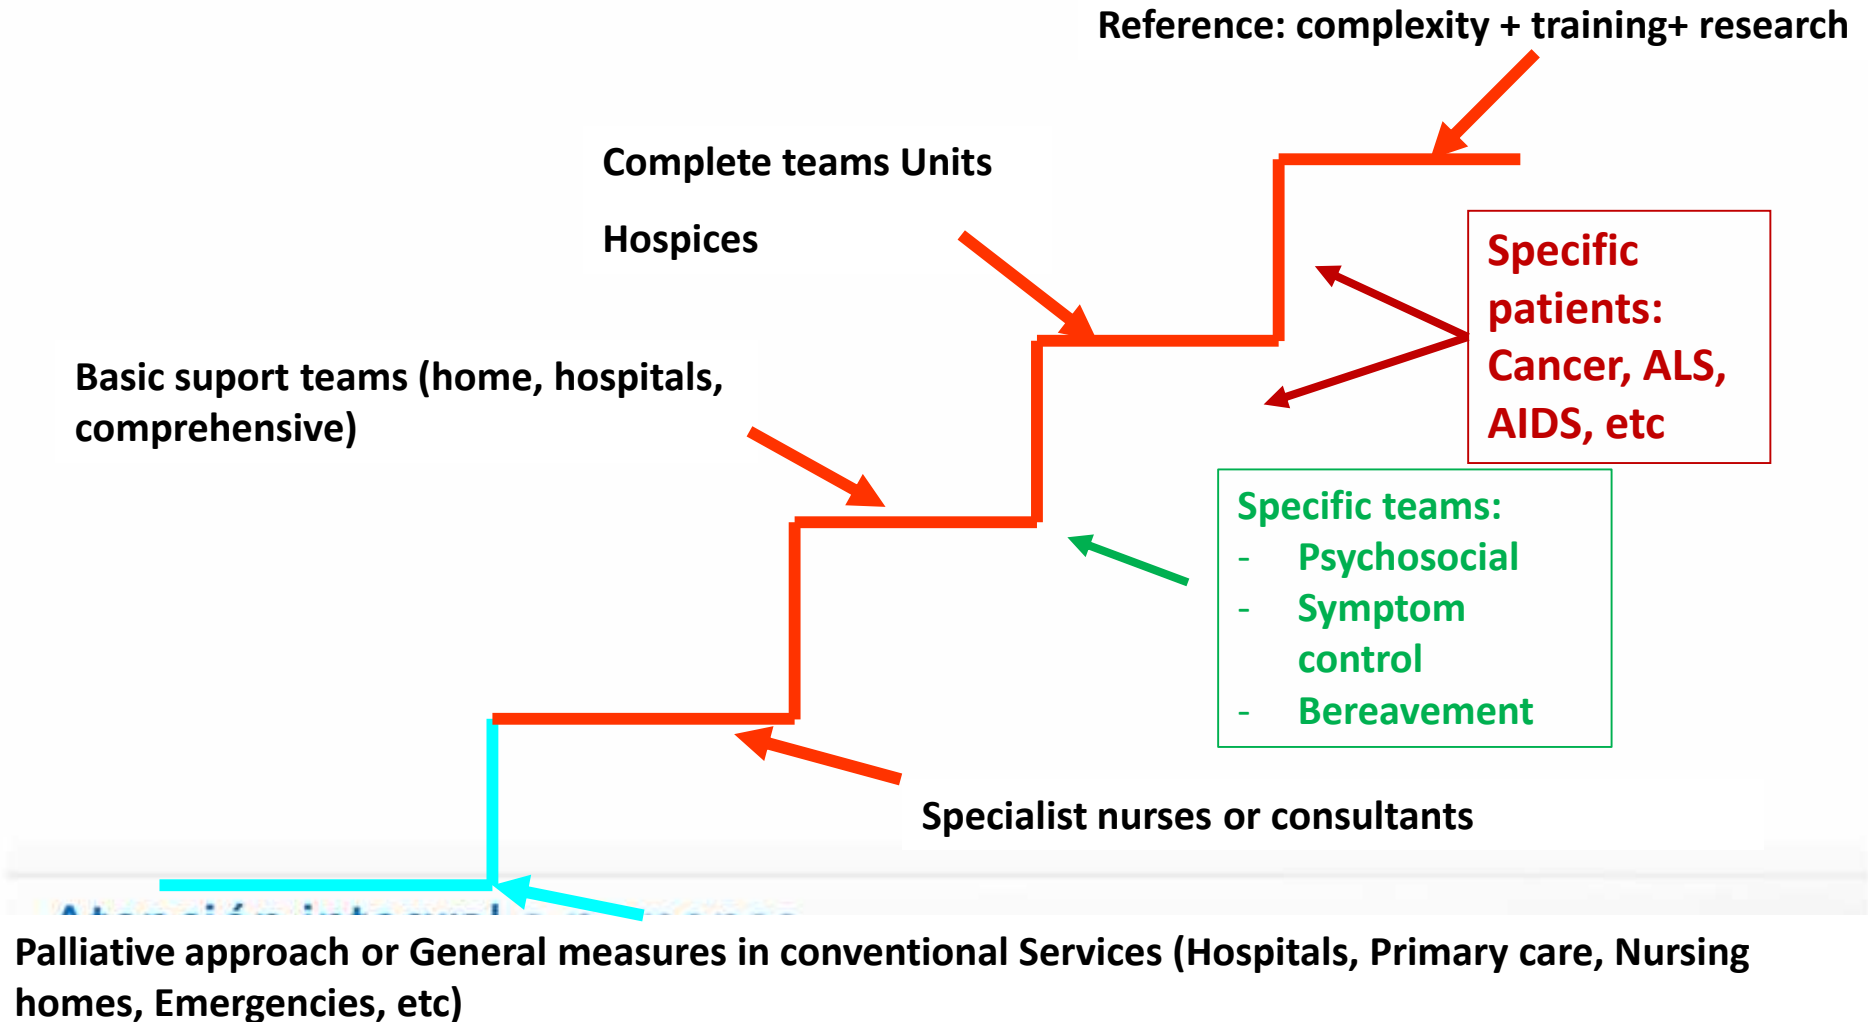 Reference: complexity + training+ research
Complete teams Units
Hospices
Specific
patients:
Cancer, ALS,
AIDS, etc
Basic suport teams (home, hospitals,
comprehensive)
Specific teams:
- Psychosocial
- Symptom
control
- Bereavement
Specialist nurses or consultants
Palliative approach or General measures in conventional Services (Hospitals, Primary care, Nursing
homes, Emergencies, etc)